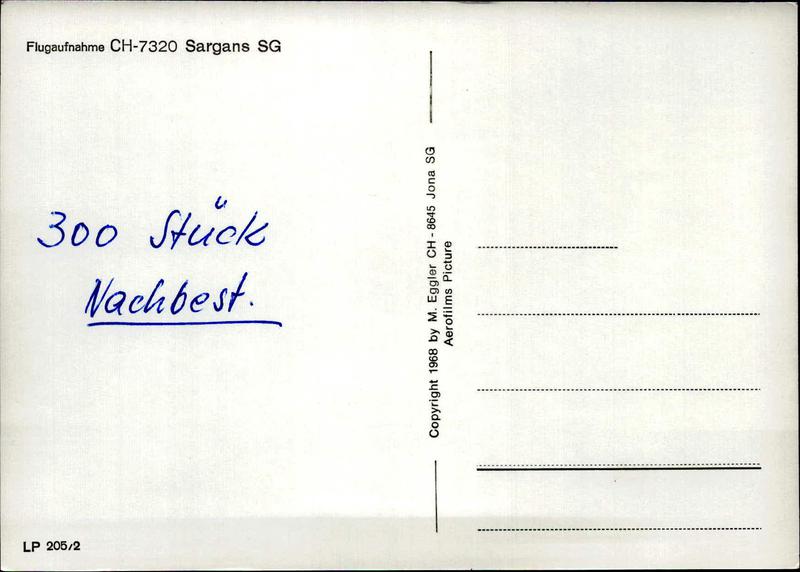 Flugaufnahme CH-7320 Sargans SG
300 Stück
Nachbest.
Copyright 1968 by M. Eggler CH - 8645 Jona SG
Aerofilms Picture
LP 205/2